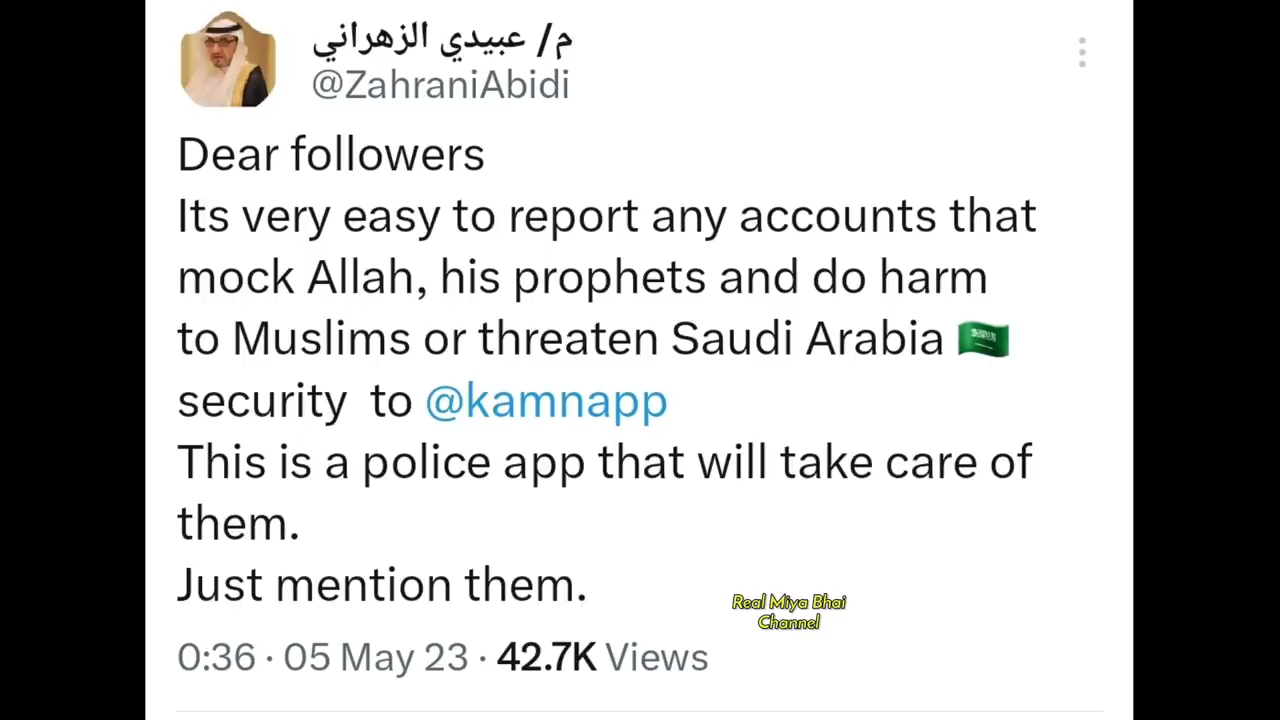 م/ عبيدي الزهراني
@ZahraniAbidi
Dear followers
Its very easy to report any accounts that
mock Allah, his prophets and do harm
to Muslims or threaten Saudi Arabia 🇸🇦
security to @kamnapp
This is a police app that will take care of
them.
Just mention them.
Real Miya Bhai
Channel
0:36 · 05 May 23 · 42.7K Views